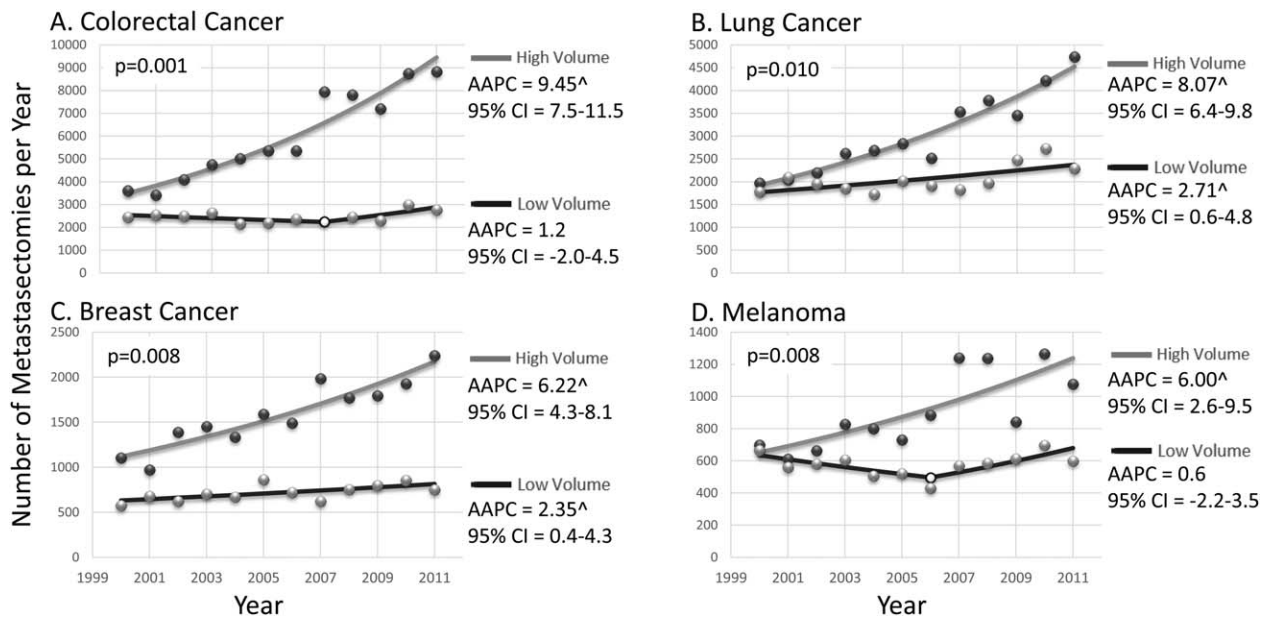 A. Colorectal Cancer
10000
9000
8000
7000
6000
5000
4000
3000
2000
1000
0
p=0.001
High Volume
AAPC = 9.45^
95% CI = 7.5-11.5
Low Volume
AAPC = 1.2
95% CI = -2.0-4.5
B. Lung Cancer
5000
4500
4000
3500
3000
2500
2000
1500
1000
500
0
p=0.010
High Volume
AAPC = 8.07^
95% CI = 6.4-9.8
Low Volume
AAPC = 2.71^
95% CI = 0.6-4.8
Number of Metastasectomies per Year
C. Breast Cancer
2500
2000
1500
1000
500
0
p=0.008
High Volume
AAPC = 6.22^
95% CI = 4.3-8.1
Low Volume
AAPC = 2.35^
95% CI = 0.4-4.3
1999 2001 2003 2005 2007 2009 2011
Year
D. Melanoma
1400
1200
1000
800
600
400
200
0
p=0.008
High Volume
AAPC = 6.00^
95% CI = 2.6-9.5
Low Volume
AAPC = 0.6
95% CI = -2.2-3.5
1999 2001 2003 2005 2007 2009 2011
Year